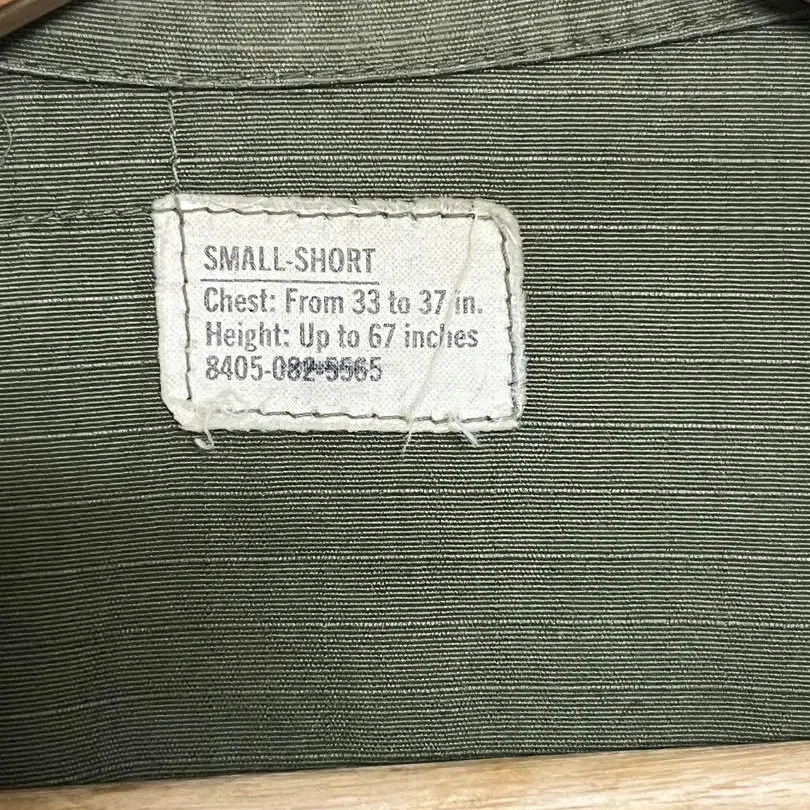 SMALL-SHORT
Chest: From 33 to 37 in.
Height: Up to 67 inches
8405-082-5565